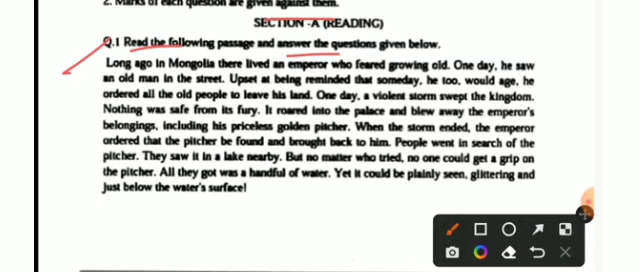 2. Marks of each question are given against them.
SECTION -A (READING)
Q.1 Read the following passage and answer the questions given below.
Long ago in Mongolia there lived an emperor who feared growing old. One day, he saw
an old man in the street. Upset at being reminded that someday, he too, would age, he
ordered all the old people to leave his land. One day, a violent storm swept the kingdom.
Nothing was safe from its fury. It roared into the palace and blew away the emperor's
belongings, including his priceless golden pitcher. When the storm ended, the emperor
ordered that the pitcher be found and brought back to him. People went in search of the
pitcher. They saw it in a lake nearby. But no matter who tried, no one could get a grip on
the pitcher. All they got was a handful of water. Yet it could be plainly seen, glittering and
just below the water's surface!